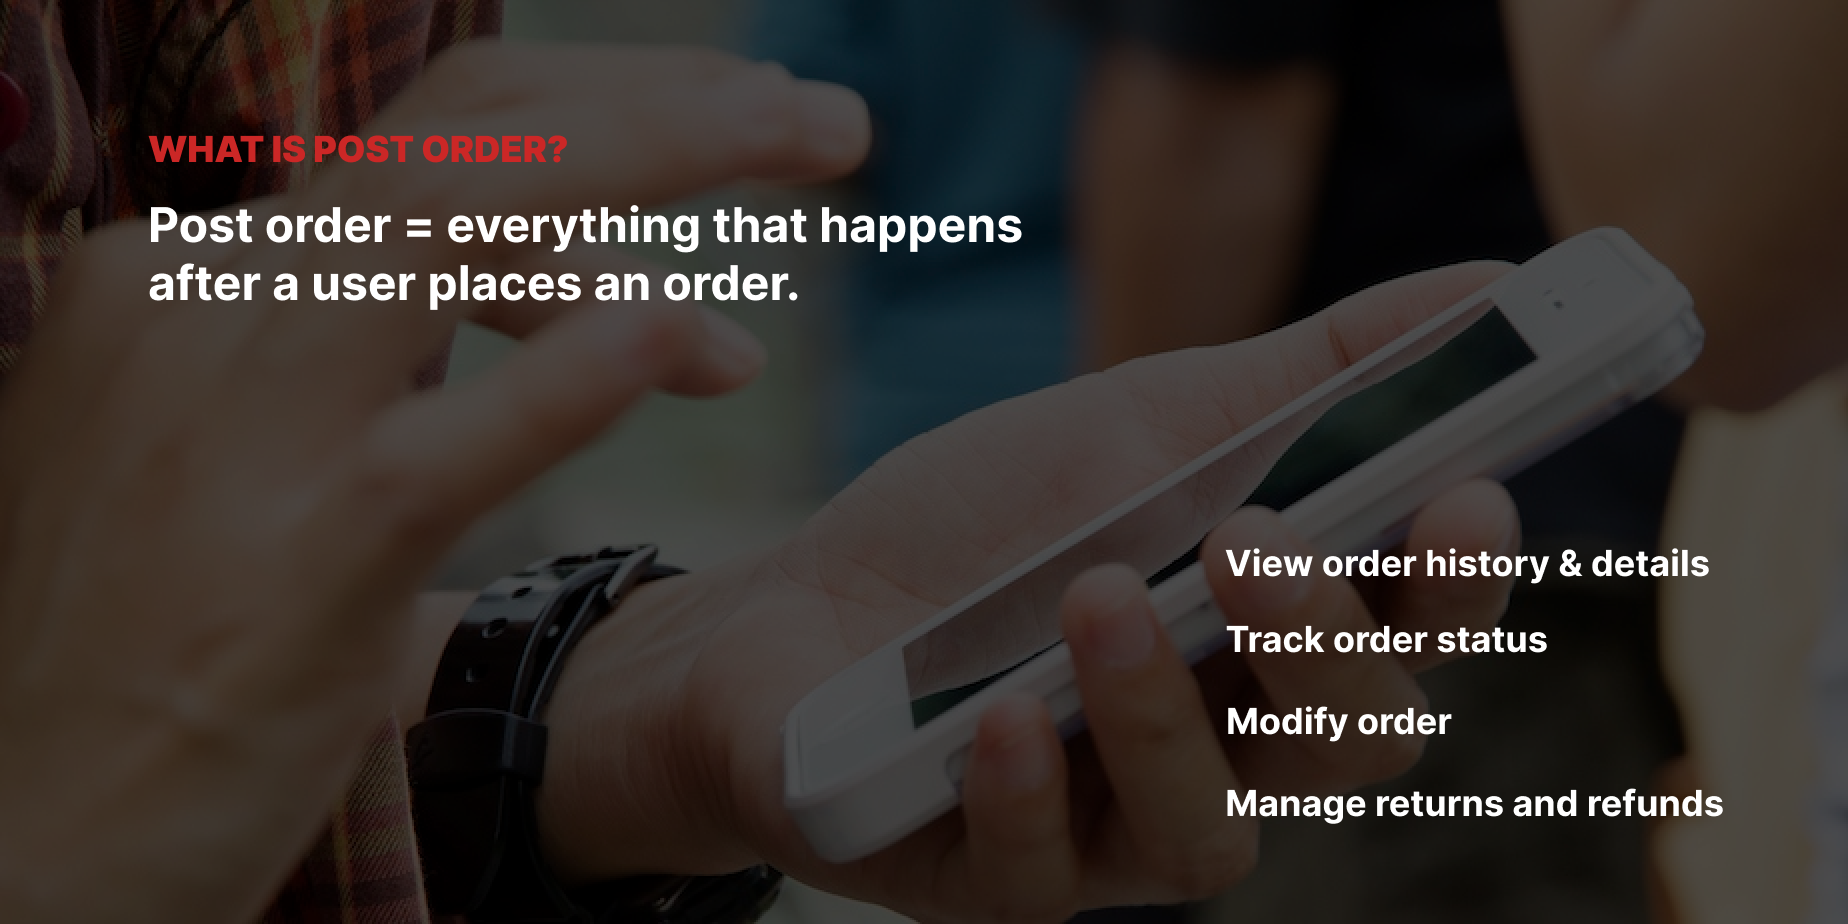 WHAT IS POST ORDER?
Post order = everything that happens
after a user places an order.
View order history & details
Track order status
Modify order
Manage returns and refunds